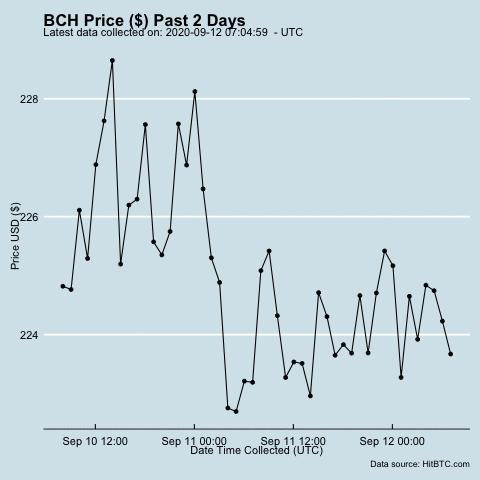 BCH Price ($) Past 2 Days
Latest data collected on: 2020-09-12 07:04:59 - UTC
228
226
224
Price USD ($)
Sep 10 12:00 Sep 11 00:00 Sep 11 12:00 Sep 12 00:00
Date Time Collected (UTC)
Data source: HitBTC.com